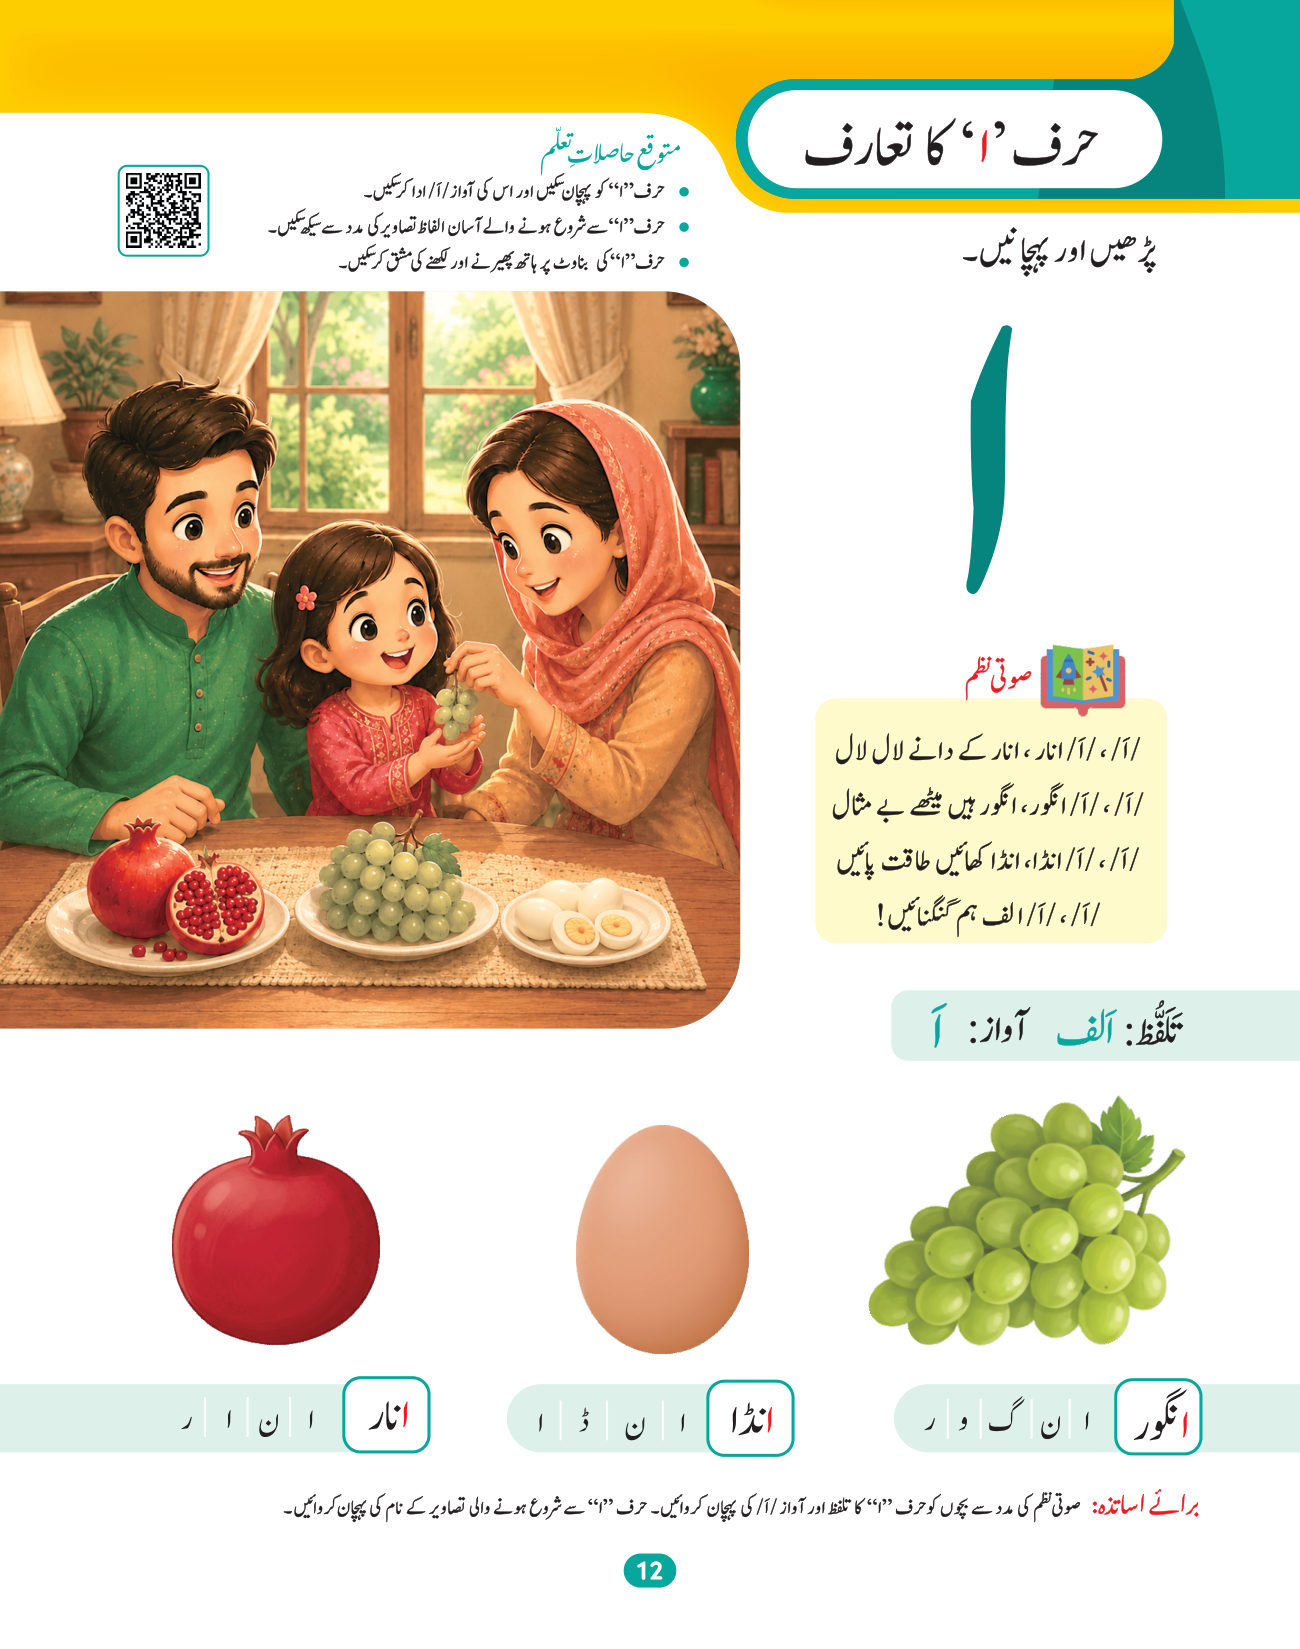 حرف ’ا‘ کا تعارف
متوقع حاصلاتِ تعلّم
حرف ’’ا‘‘ کو پہچان سکیں اور اس کی آواز /اَ/ ادا کرسکیں۔
حرف ’’ا‘‘ سے شروع ہونے والے آسان الفاظ تصاویر کی مدد سے سیکھ سکیں۔
حرف ’’ا‘‘ کی بناوٹ پر ہاتھ پھیرنے اور لکھنے کی مشق کرسکیں۔
پڑھیں اور پہچانیں۔
ا
صوتی نظم
/اَ/ ، /اَ/ انار ، انار کے دانے لال لال
/اَ/ ، /اَ/ انگور، انگور ہیں میٹھے بے مثال
/اَ/ ، /اَ/ انڈا، انڈا کھائیں طاقت پائیں
/اَ/ ، /اَ/ الف ہم گنگنائیں!
تَلَفُّظ: اَلف آواز: اَ
انگور ا ن گ و ر
انڈا ا ن ڈ ا
انار ا ن ا ر
برائے اساتذہ: صوتی نظم کی مدد سے بچوں کو حرف ’’ا‘‘ کا تلفظ اور آواز /اَ/ کی پہچان کروائیں۔ حرف ’’ا‘‘ سے شروع ہونے والی تصاویر کے نام کی پہچان کروائیں۔
12